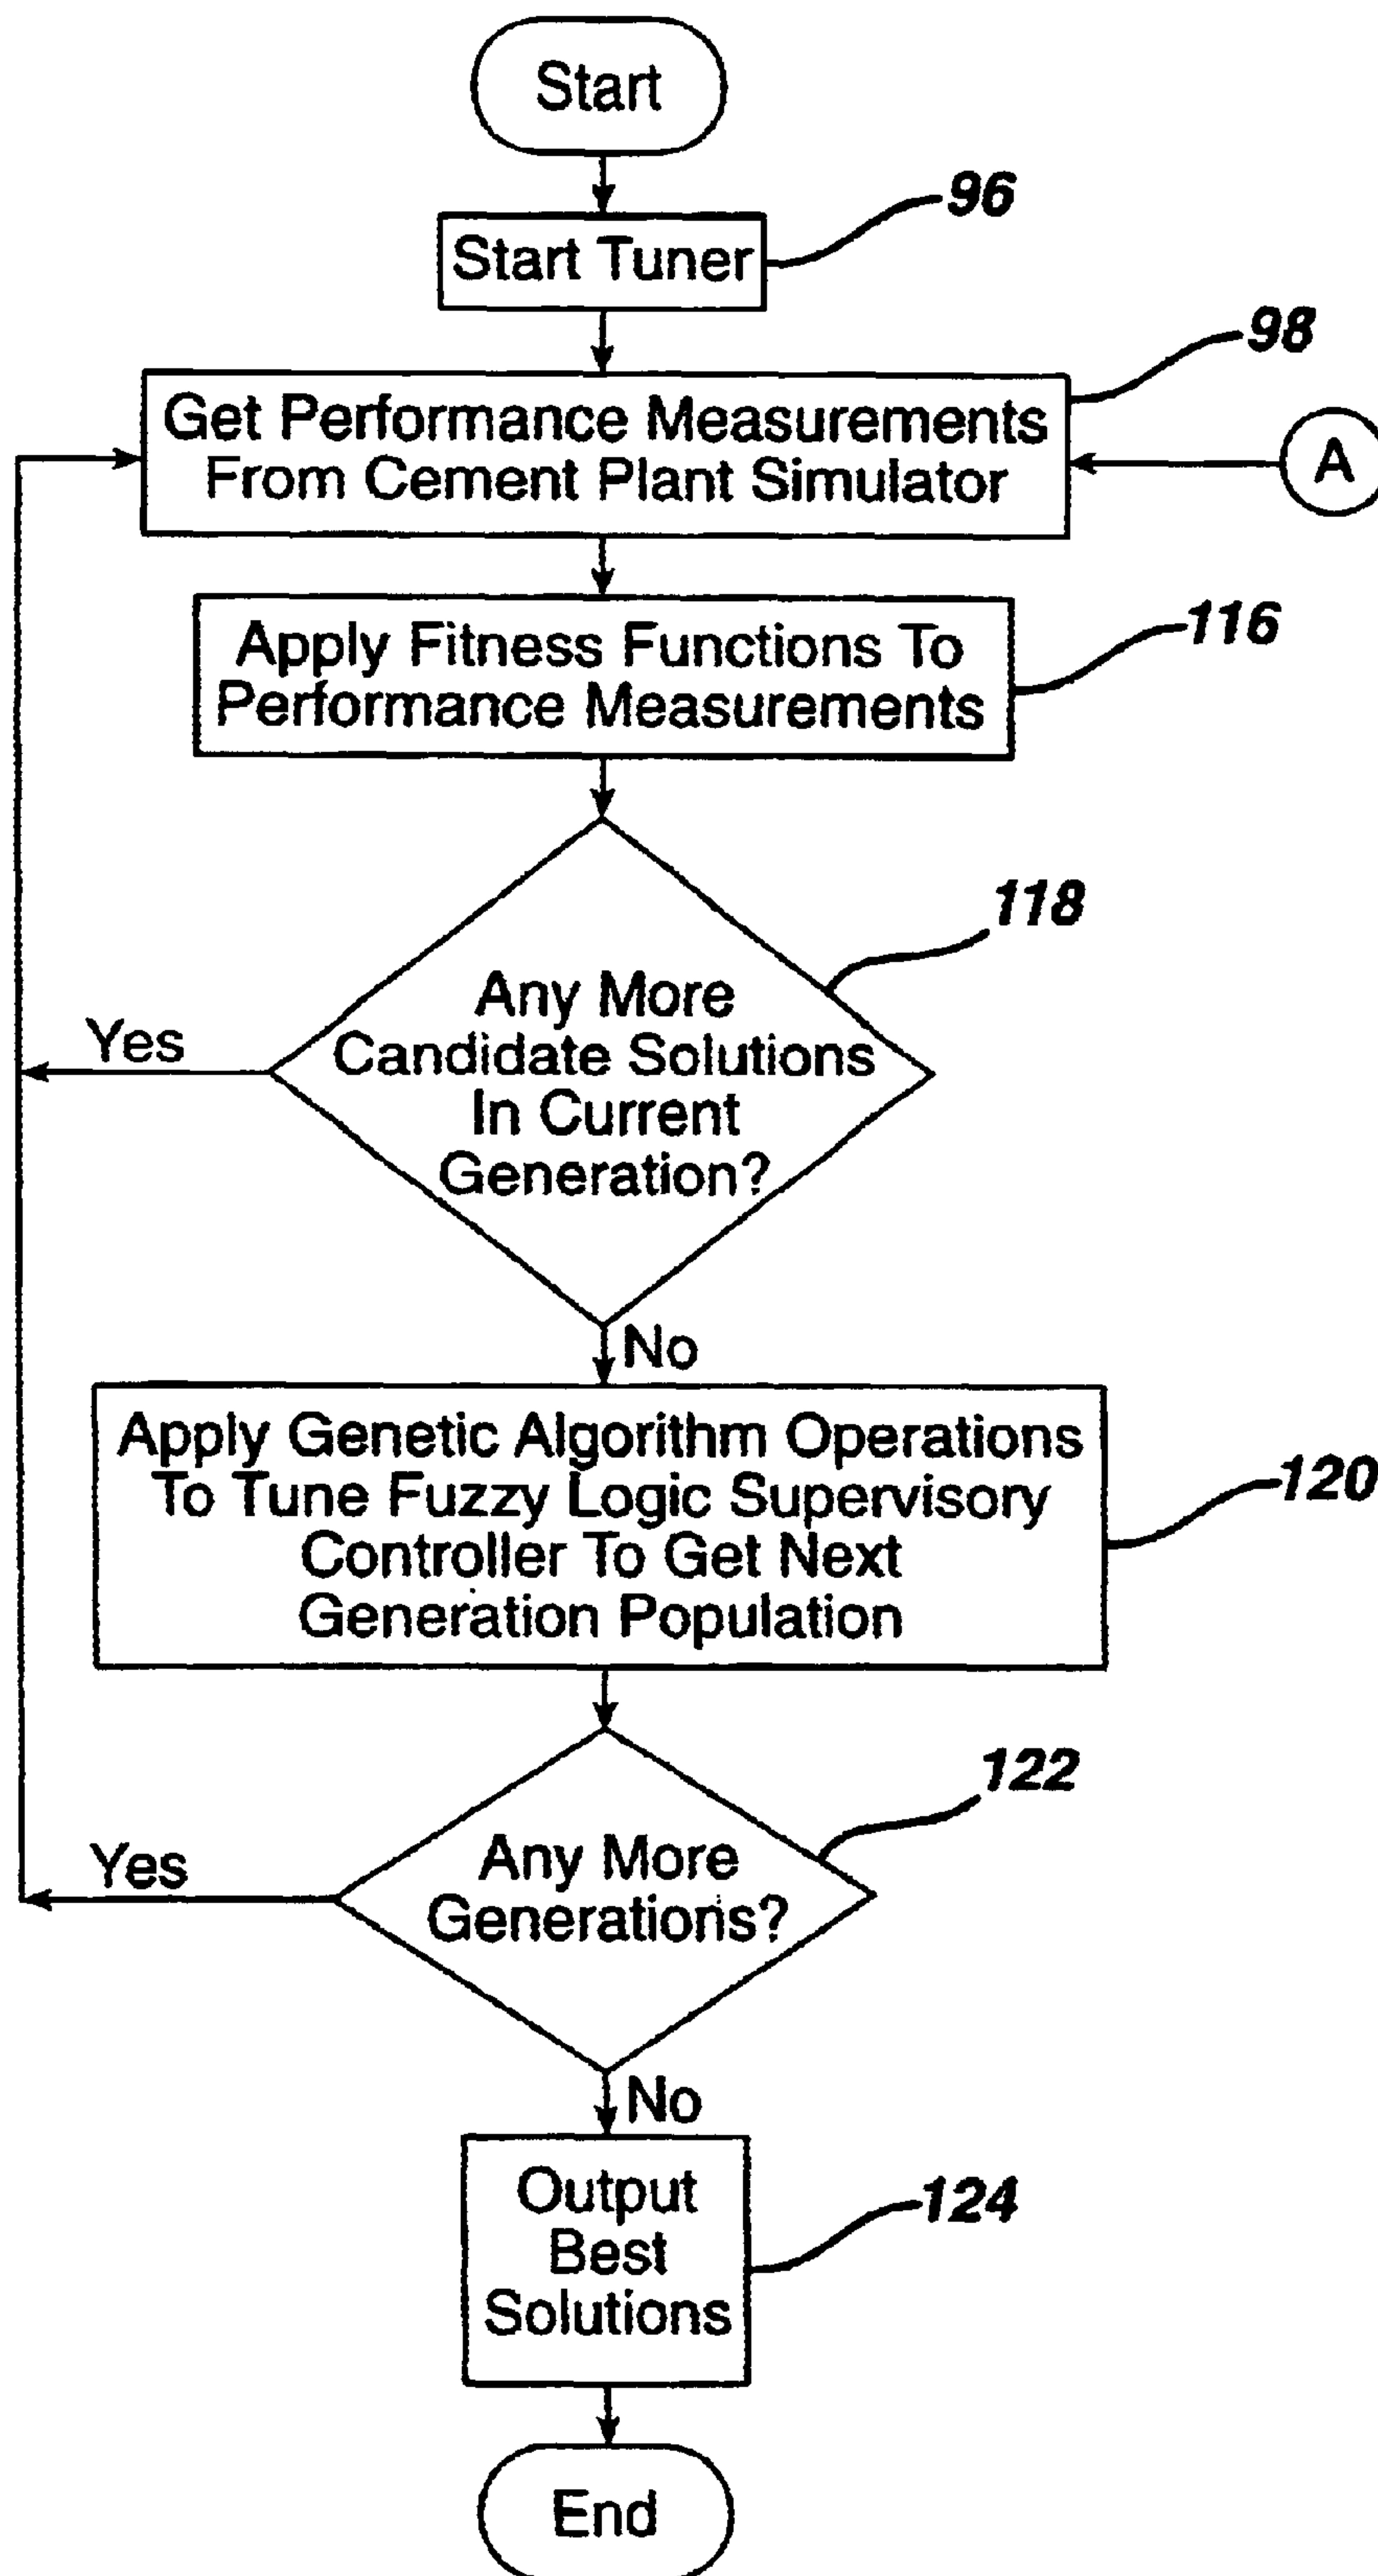 Start
96
Start Tuner
98
Get Performance Measurements
From Cement Plant Simulator
A
116
Apply Fitness Functions To
Performance Measurements
118
Any More
Candidate Solutions
In Current
Generation?
Yes
No
Apply Genetic Algorithm Operations
To Tune Fuzzy Logic Supervisory
Controller To Get Next
Generation Population
120
122
Any More
Generations?
Yes
No
Output
Best
Solutions
124
End